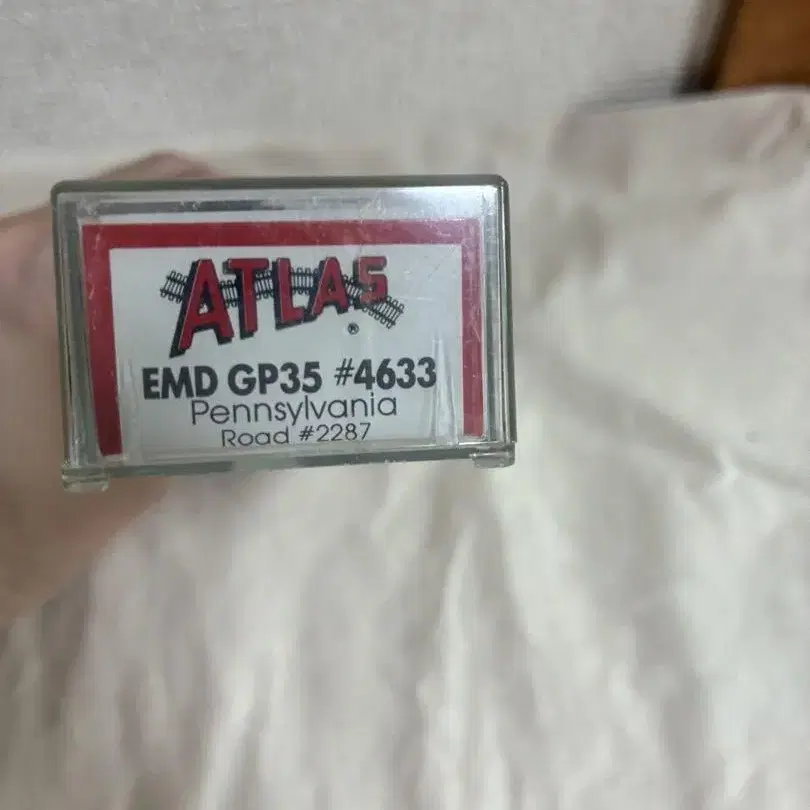 ATLAS®
EMD GP35 #4633
Pennsylvania
Road #2287